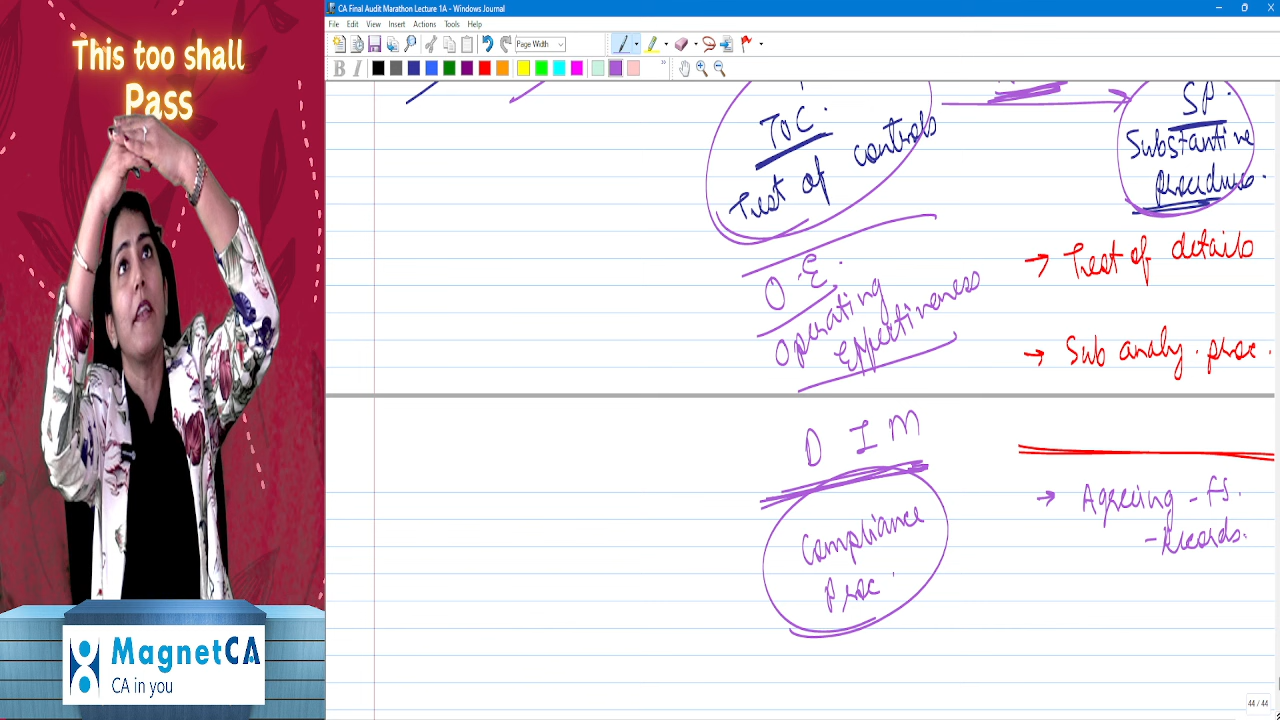 CA Final Audit Marathon Lecture 1A - Windows Journal
File Edit View Insert Actions Tools Help
Page Width
B I
This too shall
Pass
TOC.
Test of controls
O.E.
Operating
Effectiveness
SP.
Substantive
procedures.
→ Test of details
→ Sub analy. proc.
D I M
Compliance
proc.
→ Agreeing - FS.
- Records.
MagnetCA
CA in you
44 / 44